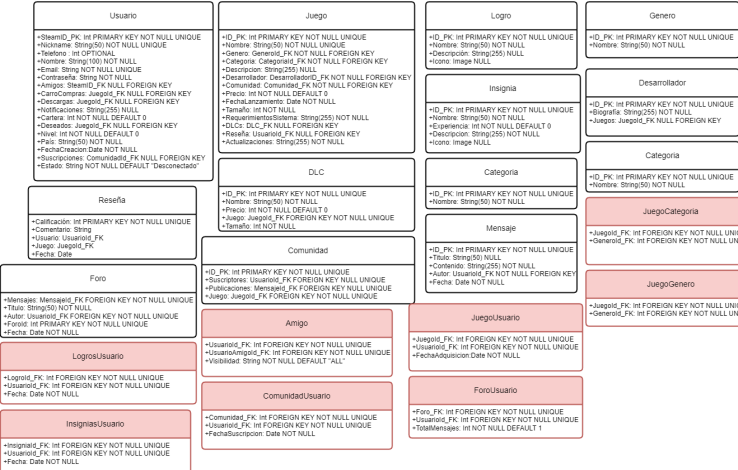 Usuario
+SteamID_PK: Int PRIMARY KEY NOT NULL UNIQUE
+Nickname: String(50) NOT NULL UNIQUE
+Telefono : Int OPTIONAL
+Nombre: String(100) NOT NULL
+Email: String NOT NULL UNIQUE
+Contraseña: String NOT NULL
+Amigos: SteamID_FK NULL FOREIGN KEY
+CarroCompras: JuegoId_FK NULL FOREIGN KEY
+Descargas: JuegoId_FK NULL FOREIGN KEY
+Notificaciones: String(255) NULL
+Cartera: Int NOT NULL DEFAULT 0
+Deseados: JuegoId_FK NULL FOREIGN KEY
+Nivel: Int NOT NULL DEFAULT 0
+País: String(50) NOT NULL
+FechaCreacion:Date NOT NULL
+Suscripciones: ComunidadId_FK NULL FOREIGN KEY
+Estado: String NOT NULL DEFAULT "Desconectado"
Juego
+ID_PK: Int PRIMARY KEY NOT NULL UNIQUE
+Nombre: String(50) NOT NULL UNIQUE
+Genero: GeneroId_FK NOT NULL FOREIGN KEY
+Categoria: CategoriaId_FK NOT NULL FOREIGN KEY
+Descripcion: String(255) NULL
+Desarrollador: DesarrolladorID_FK NOT NULL FOREIGN KEY
+Comunidad: Comunidad_FK NOT NULL FOREIGN KEY
+Precio: Int NOT NULL DEFAULT 0
+FechaLanzamiento: Date NOT NULL
+Tamaño: Int NOT NULL
+RequerimientosSistema: String(255) NOT NULL
+DLCs: DLC_FK NULL FOREIGN KEY
+Reseña: UsuarioId_FK NULL FOREIGN KEY
+Actualizaciones: String(255) NOT NULL
Logro
+ID_PK: Int PRIMARY KEY NOT NULL UNIQUE
+Nombre: String(50) NOT NULL
+Descripción: String(255) NOT NULL
+Icono: Image NOT NULL
Genero
+ID_PK: Int PRIMARY KEY NOT NULL UNIQUE
+Nombre: String(50) NOT NULL
Insignia
+ID_PK: Int PRIMARY KEY NOT NULL UNIQUE
+Nombre: String(50) NOT NULL
+Experiencia: Int NOT NULL DEFAULT 0
+Descripcion: String(255) NOT NULL
+Icono: Image NOT NULL
Desarrollador
+ID_PK: Int PRIMARY KEY NOT NULL UNIQUE
+Biografia: String(255) NOT NULL
+Juegos: JuegoId_FK NULL FOREIGN KEY
DLC
+ID_PK: Int PRIMARY KEY NOT NULL UNIQUE
+Nombre: String(50) NOT NULL
+Precio: Int NOT NULL DEFAULT 0
+Juego: JuegoId_FK FOREIGN KEY NOT NULL UNIQUE
+Tamaño: Int NOT NULL
Categoria
+ID_PK: Int PRIMARY KEY NOT NULL UNIQUE
+Nombre: String(50) NOT NULL
Categoria
+ID_PK: Int PRIMARY KEY NOT NULL UNIQUE
+Nombre: String(50) NOT NULL
Reseña
+Calificación: Int PRIMARY KEY NOT NULL UNIQUE
+Comentario: String
+Usuario: UsuarioId_FK
+Juego: JuegoId_FK
+Fecha: Date
Comunidad
+ID_PK: Int PRIMARY KEY NOT NULL UNIQUE
+Suscriptores: UsuarioId_FK FOREIGN KEY NOT NULL UNIQUE
+Publicaciones: MensajeId_FK FOREIGN KEY NOT NULL UNIQUE
+Juego: JuegoId_FK FOREIGN KEY NOT NULL UNIQUE
Mensaje
+ID_PK: Int PRIMARY KEY NOT NULL UNIQUE
+Titulo: String(50) NULL
+Contenido: String(255) NOT NULL
+Autor: UsuarioId_FK NOT NULL FOREIGN KEY
+Fecha: Date NOT NULL
JuegoCategoria
+JuegoId_FK: Int FOREIGN KEY NOT NULL UNI
+GeneroId_FK: Int FOREIGN KEY NOT NULL UN
Foro
+Mensajes: MensajeId_FK FOREIGN KEY NOT NULL UNIQUE
+Titulo: String(50) NOT NULL
+Autor: UsuarioId_FK FOREIGN KEY NOT NULL UNIQUE
+ForoId: Int PRIMARY KEY NOT NULL UNIQUE
+Fecha: Date NOT NULL
JuegoGenero
+JuegoId_FK: Int FOREIGN KEY NOT NULL UNI
+GeneroId_FK: Int FOREIGN KEY NOT NULL UN
Amigo
+UsuarioId_FK: Int FOREIGN KEY NOT NULL UNIQUE
+UsuarioAmigoId_FK: Int FOREIGN KEY NOT NULL UNIQUE
+Visibilidad: String NOT NULL DEFAULT "ALL"
JuegoUsuario
+JuegoId_FK: Int FOREIGN KEY NOT NULL UNIQUE
+UsuarioId_FK: Int FOREIGN KEY NOT NULL UNIQUE
+FechaAdquisicion:Date NOT NULL
LogrosUsuario
+LogroId_FK: Int FOREIGN KEY NOT NULL UNIQUE
+UsuarioId_FK: Int FOREIGN KEY NOT NULL UNIQUE
+Fecha: Date NOT NULL
ComunidadUsuario
+Comunidad_FK: Int FOREIGN KEY NOT NULL UNIQUE
+UsuarioId_FK: Int FOREIGN KEY NOT NULL UNIQUE
+FechaSuscripcion: Date NOT NULL
ForoUsuario
+Foro_FK: Int FOREIGN KEY NOT NULL UNIQUE
+UsuarioId_FK: Int FOREIGN KEY NOT NULL UNIQUE
+TotalMensajes: Int NOT NULL DEFAULT 1
InsigniasUsuario
+InsigniaId_FK: Int FOREIGN KEY NOT NULL UNIQUE
+UsuarioId_FK: Int FOREIGN KEY NOT NULL UNIQUE
+Fecha: Date NOT NULL